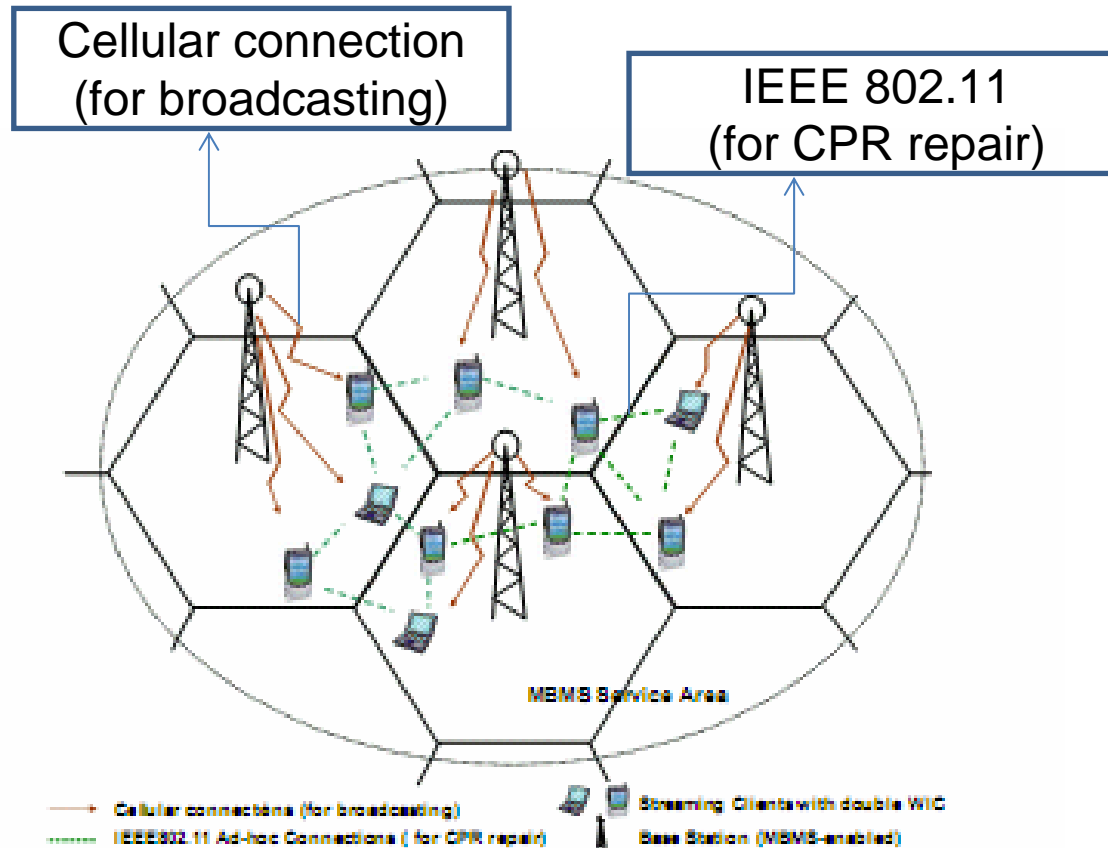 Cellular connection
(for broadcasting)
IEEE 802.11
(for CPR repair)
MBMS Service Area
Cellular connections (for broadcasting)
Streaming Clients with double WIC
IEEE802.11 Ad-hoc Connections ( for CPR repair)
Base Station (MBMS-enabled)